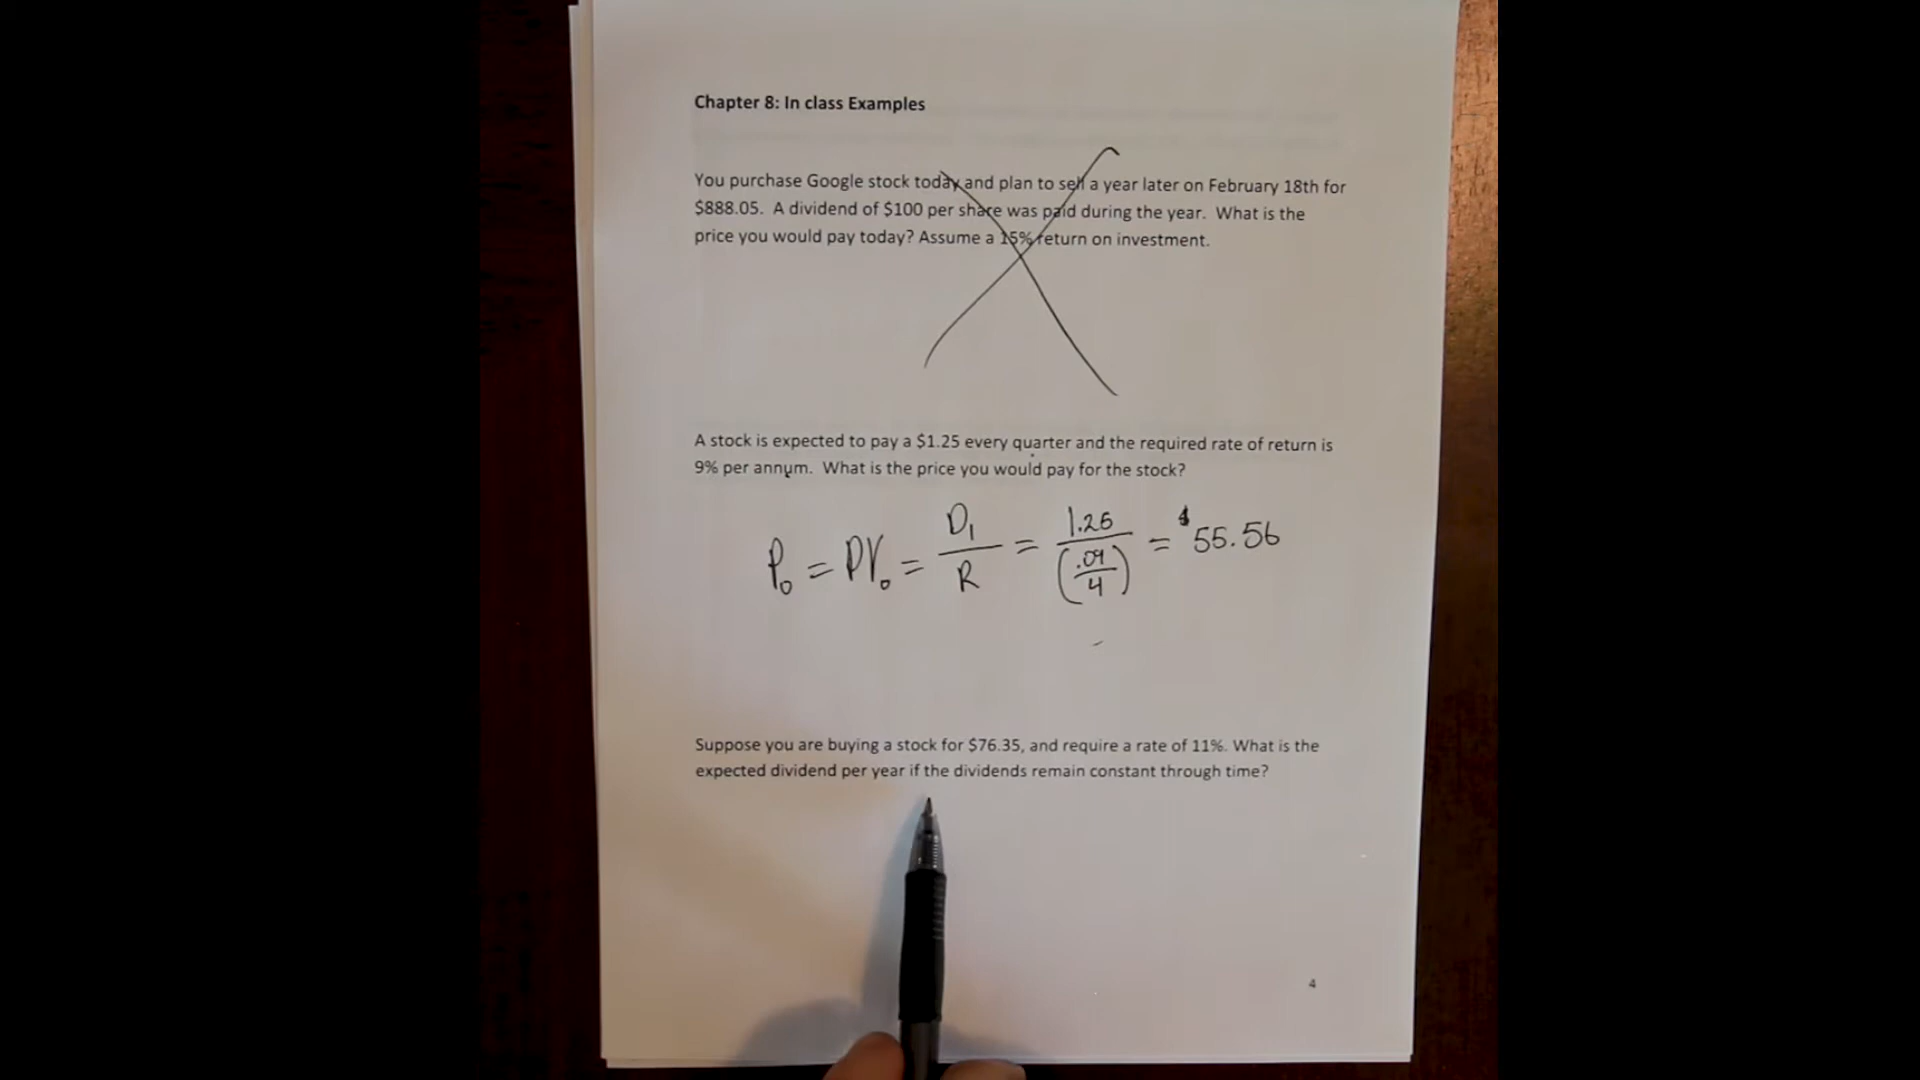 Chapter 8: In class Examples
You purchase Google stock today and plan to sell a year later on February 18th for
$888.05. A dividend of $100 per share was paid during the year. What is the
price you would pay today? Assume a 15% return on investment.
A stock is expected to pay a $1.25 every quarter and the required rate of return is
9% per annum. What is the price you would pay for the stock?
P₀ = PV₀ = D₁/R = 1.25/(.09/4) = $55.56
Suppose you are buying a stock for $76.35, and require a rate of 11%. What is the
expected dividend per year if the dividends remain constant through time?
4